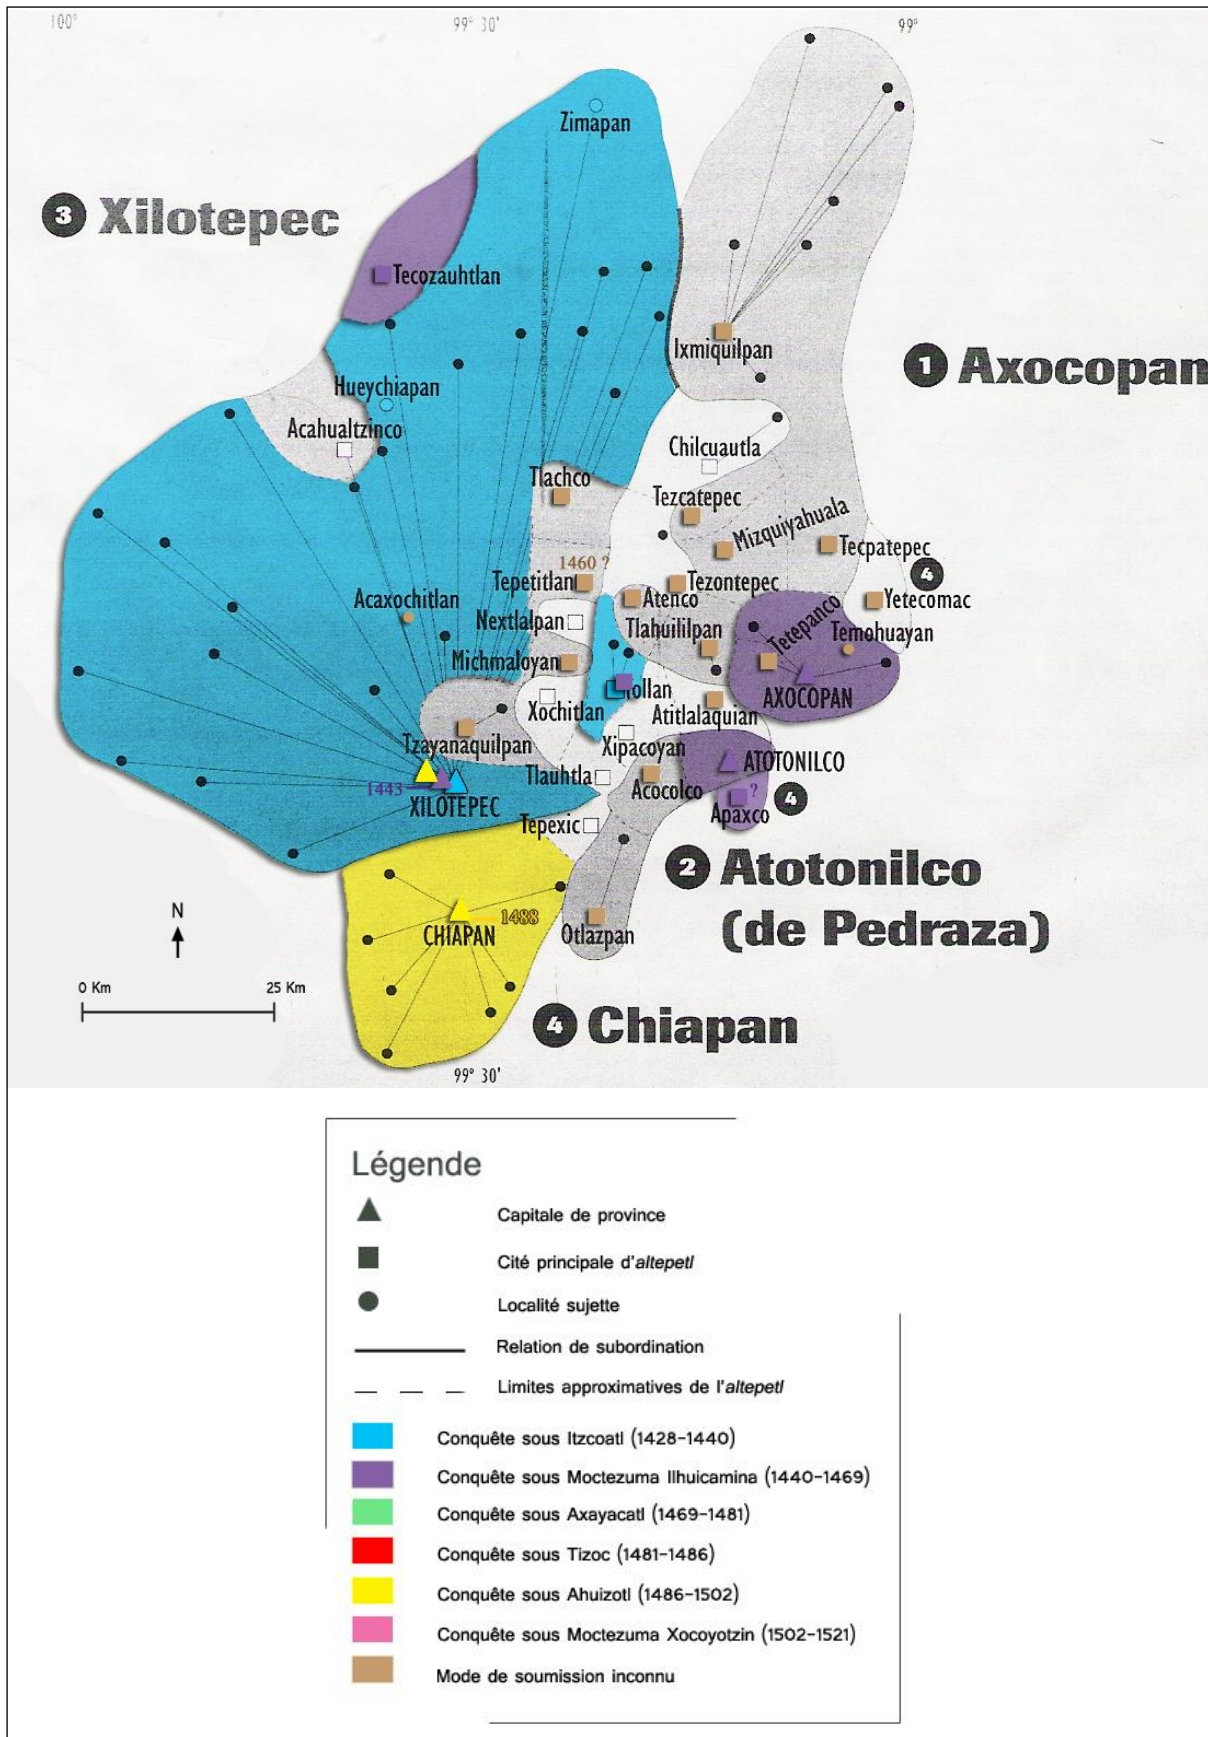 100°
99° 30'
99°
Zimapan
3 Xilotepec
Tecozauhtlan
Ixmiquilpan
1 Axocopan
Hueychiapan
Acahualtzinco
Chilcuautla
Tlachco
Tezcatepec
Mizquiyahuala
Tecpatepec
1460 ?
4
Tepetitlan
Tezontepec
Yetecomac
Acaxochitlan
Atenco
Tetepanco
Nextlalpan
Tlahuililpan
Temohuayan
Michmaloyan
Tollan
AXOCOPAN
Xochitlan
Atitlalaquian
Tzayanaquilpan
Xipacoyan
ATOTONILCO
Tlauhtla
Acocolco
1443
?
4
XILOTEPEC
Apaxco
Tepexic
2 Atotonilco
(de Pedraza)
N
1488
CHIAPAN
Otlazpan
0 Km
25 Km
4 Chiapan
99° 30'
Légende
Capitale de province
Cité principale d'altepetl
Localité sujette
Relation de subordination
Limites approximatives de l'altepetl
Conquête sous Itzcoatl (1428-1440)
Conquête sous Moctezuma Ilhuicamina (1440-1469)
Conquête sous Axayacatl (1469-1481)
Conquête sous Tizoc (1481-1486)
Conquête sous Ahuizotl (1486-1502)
Conquête sous Moctezuma Xocoyotzin (1502-1521)
Mode de soumission inconnu